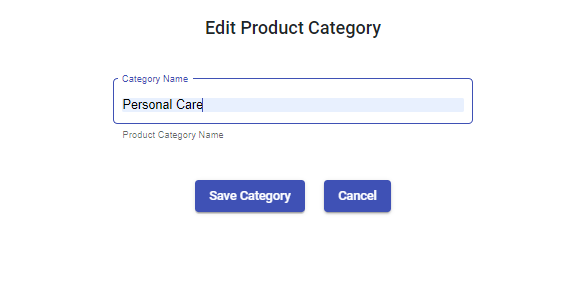 Edit Product Category
Category Name
Personal Care
Product Category Name
Save Category Cancel